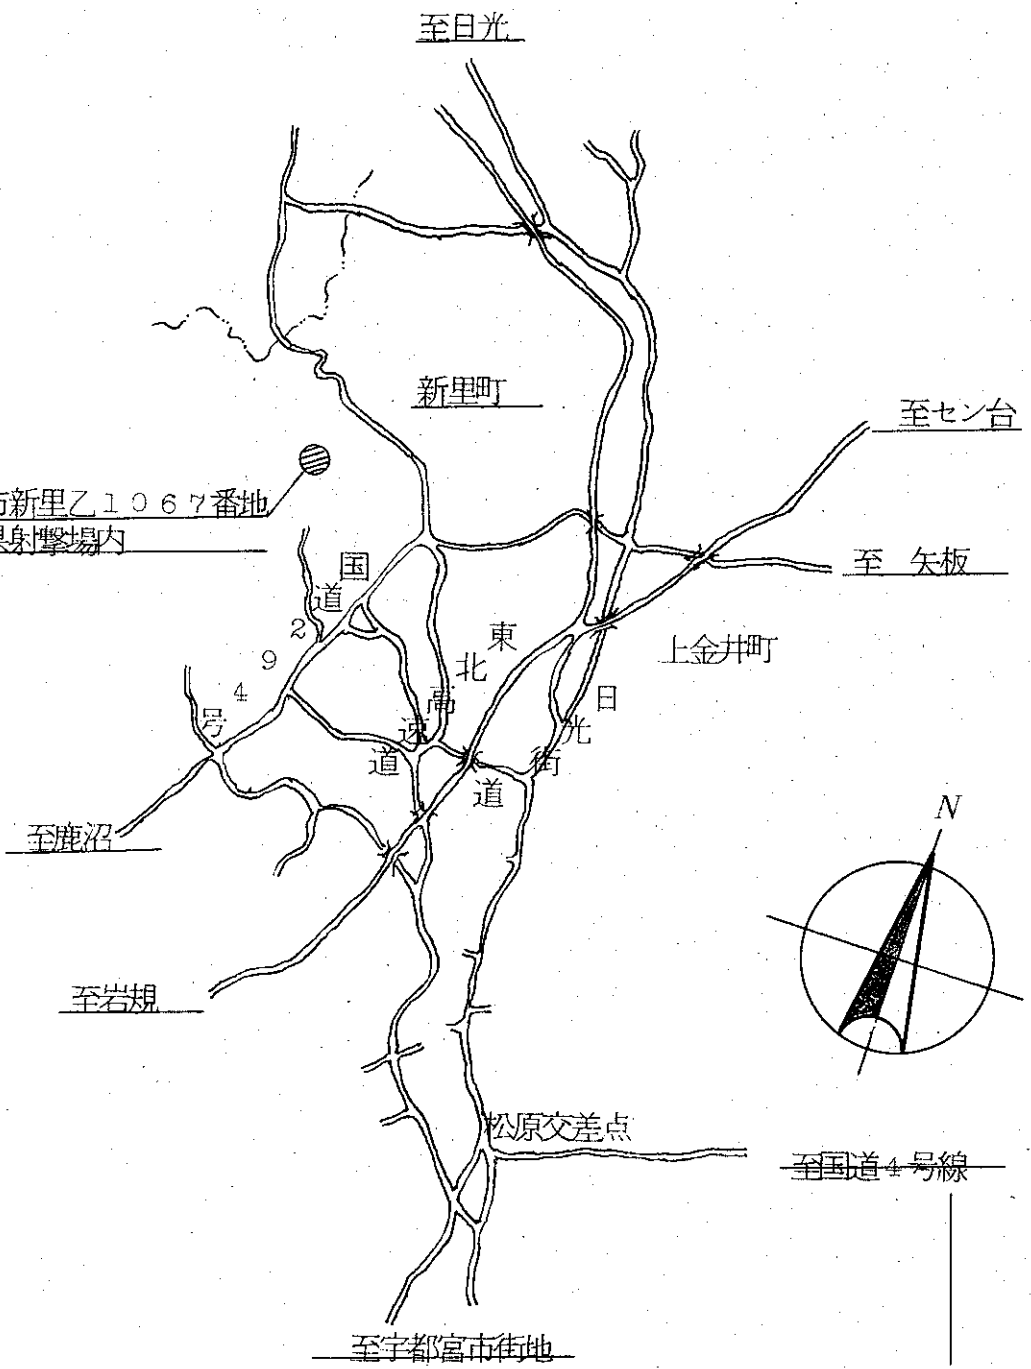 至日光
新里町
至セン台
市新里乙1067番地
県射撃場内
至 矢板
国道293号
東北高速道
日光街道
上金井町
至鹿沼
N
至岩規
松原交差点
至国道4号線
至宇都宮市街地